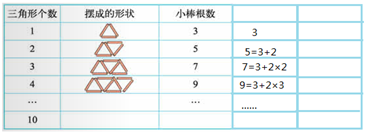 三角形个数 摆成的形状 小棒根数
1 3 3
2 5 5=3+2
3 7 7=3+2×2
4 9 9=3+2×3
… … ……
10